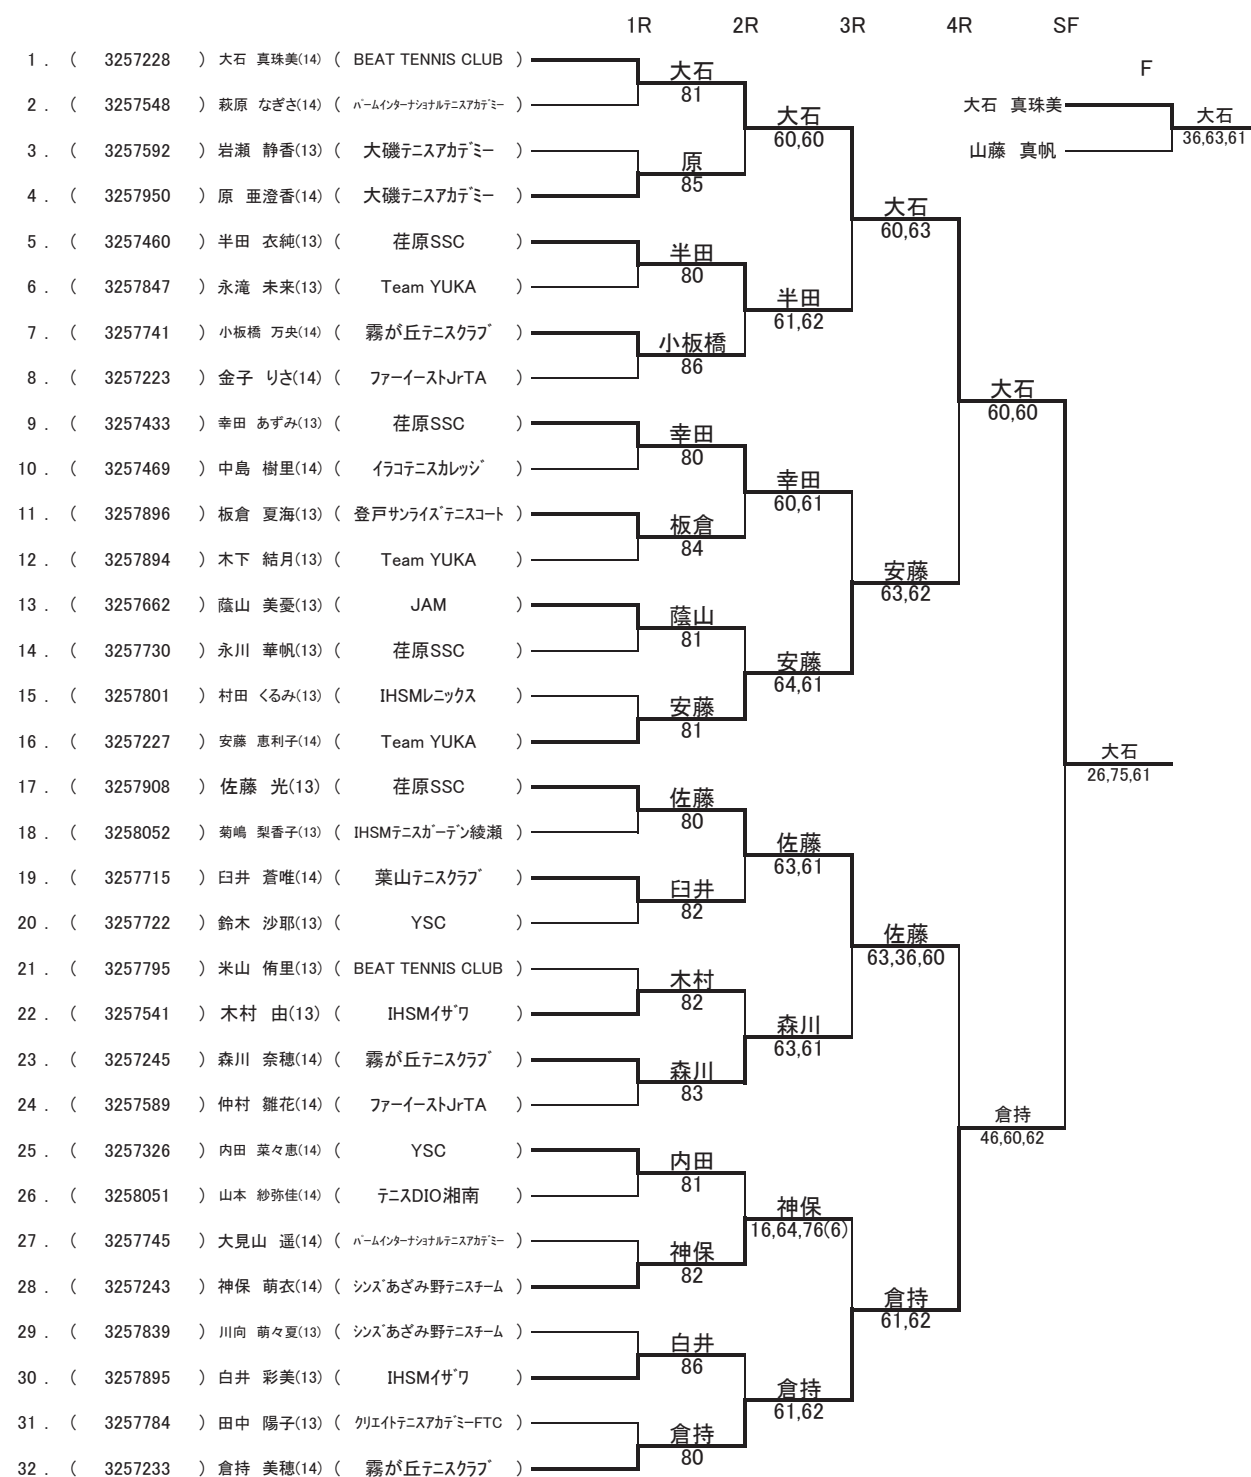 1R 2R 3R 4R SF
F
1 . ( 3257228 ) 大石 真珠美(14) ( BEAT TENNIS CLUB )
2 . ( 3257548 ) 萩原 なぎさ(14) ( パームインターナショナルテニスアカデミー )
3 . ( 3257592 ) 岩瀬 静香(13) ( 大磯テニスアカデミー )
4 . ( 3257950 ) 原 亜澄香(14) ( 大磯テニスアカデミー )
5 . ( 3257460 ) 半田 衣純(13) ( 荏原SSC )
6 . ( 3257847 ) 永滝 未来(13) ( Team YUKA )
7 . ( 3257741 ) 小板橋 万央(14) ( 霧が丘テニスクラブ )
8 . ( 3257223 ) 金子 りさ(14) ( ファーイーストJrTA )
9 . ( 3257433 ) 幸田 あずみ(13) ( 荏原SSC )
10 . ( 3257469 ) 中島 樹里(14) ( イラコテニスカレッジ )
11 . ( 3257896 ) 板倉 夏海(13) ( 登戸サンライズテニスコート )
12 . ( 3257894 ) 木下 結月(13) ( Team YUKA )
13 . ( 3257662 ) 蔭山 美憂(13) ( JAM )
14 . ( 3257730 ) 永川 華帆(13) ( 荏原SSC )
15 . ( 3257801 ) 村田 くるみ(13) ( IHSMレニックス )
16 . ( 3257227 ) 安藤 恵利子(14) ( Team YUKA )
17 . ( 3257908 ) 佐藤 光(13) ( 荏原SSC )
18 . ( 3258052 ) 菊嶋 梨香子(13) ( IHSMテニスガーデン綾瀬 )
19 . ( 3257715 ) 臼井 蒼唯(14) ( 葉山テニスクラブ )
20 . ( 3257722 ) 鈴木 沙耶(13) ( YSC )
21 . ( 3257795 ) 米山 侑里(13) ( BEAT TENNIS CLUB )
22 . ( 3257541 ) 木村 由(13) ( IHSMイザワ )
23 . ( 3257245 ) 森川 奈穂(14) ( 霧が丘テニスクラブ )
24 . ( 3257589 ) 仲村 雛花(14) ( ファーイーストJrTA )
25 . ( 3257326 ) 内田 菜々恵(14) ( YSC )
26 . ( 3258051 ) 山本 紗弥佳(14) ( テニスDIO湘南 )
27 . ( 3257745 ) 大見山 遥(14) ( パームインターナショナルテニスアカデミー )
28 . ( 3257243 ) 神保 萌衣(14) ( シンズあざみ野テニスチーム )
29 . ( 3257839 ) 川向 萌々夏(13) ( シンズあざみ野テニスチーム )
30 . ( 3257895 ) 白井 彩美(13) ( IHSMイザワ )
31 . ( 3257784 ) 田中 陽子(13) ( クリエイトテニスアカデミーFTC )
32 . ( 3257233 ) 倉持 美穂(14) ( 霧が丘テニスクラブ )
大石
81
原
85
半田
80
小板橋
86
幸田
80
板倉
84
蔭山
81
安藤
81
佐藤
80
臼井
82
木村
82
森川
83
内田
81
神保
82
白井
86
倉持
80
大石
60,60
半田
61,62
幸田
60,61
安藤
64,61
佐藤
63,61
森川
63,61
神保
16,64,76(6)
倉持
61,62
大石
60,63
安藤
63,62
佐藤
63,36,60
倉持
61,62
大石
60,60
倉持
46,60,62
大石
26,75,61
大石 真珠美
山藤 真帆
大石
36,63,61